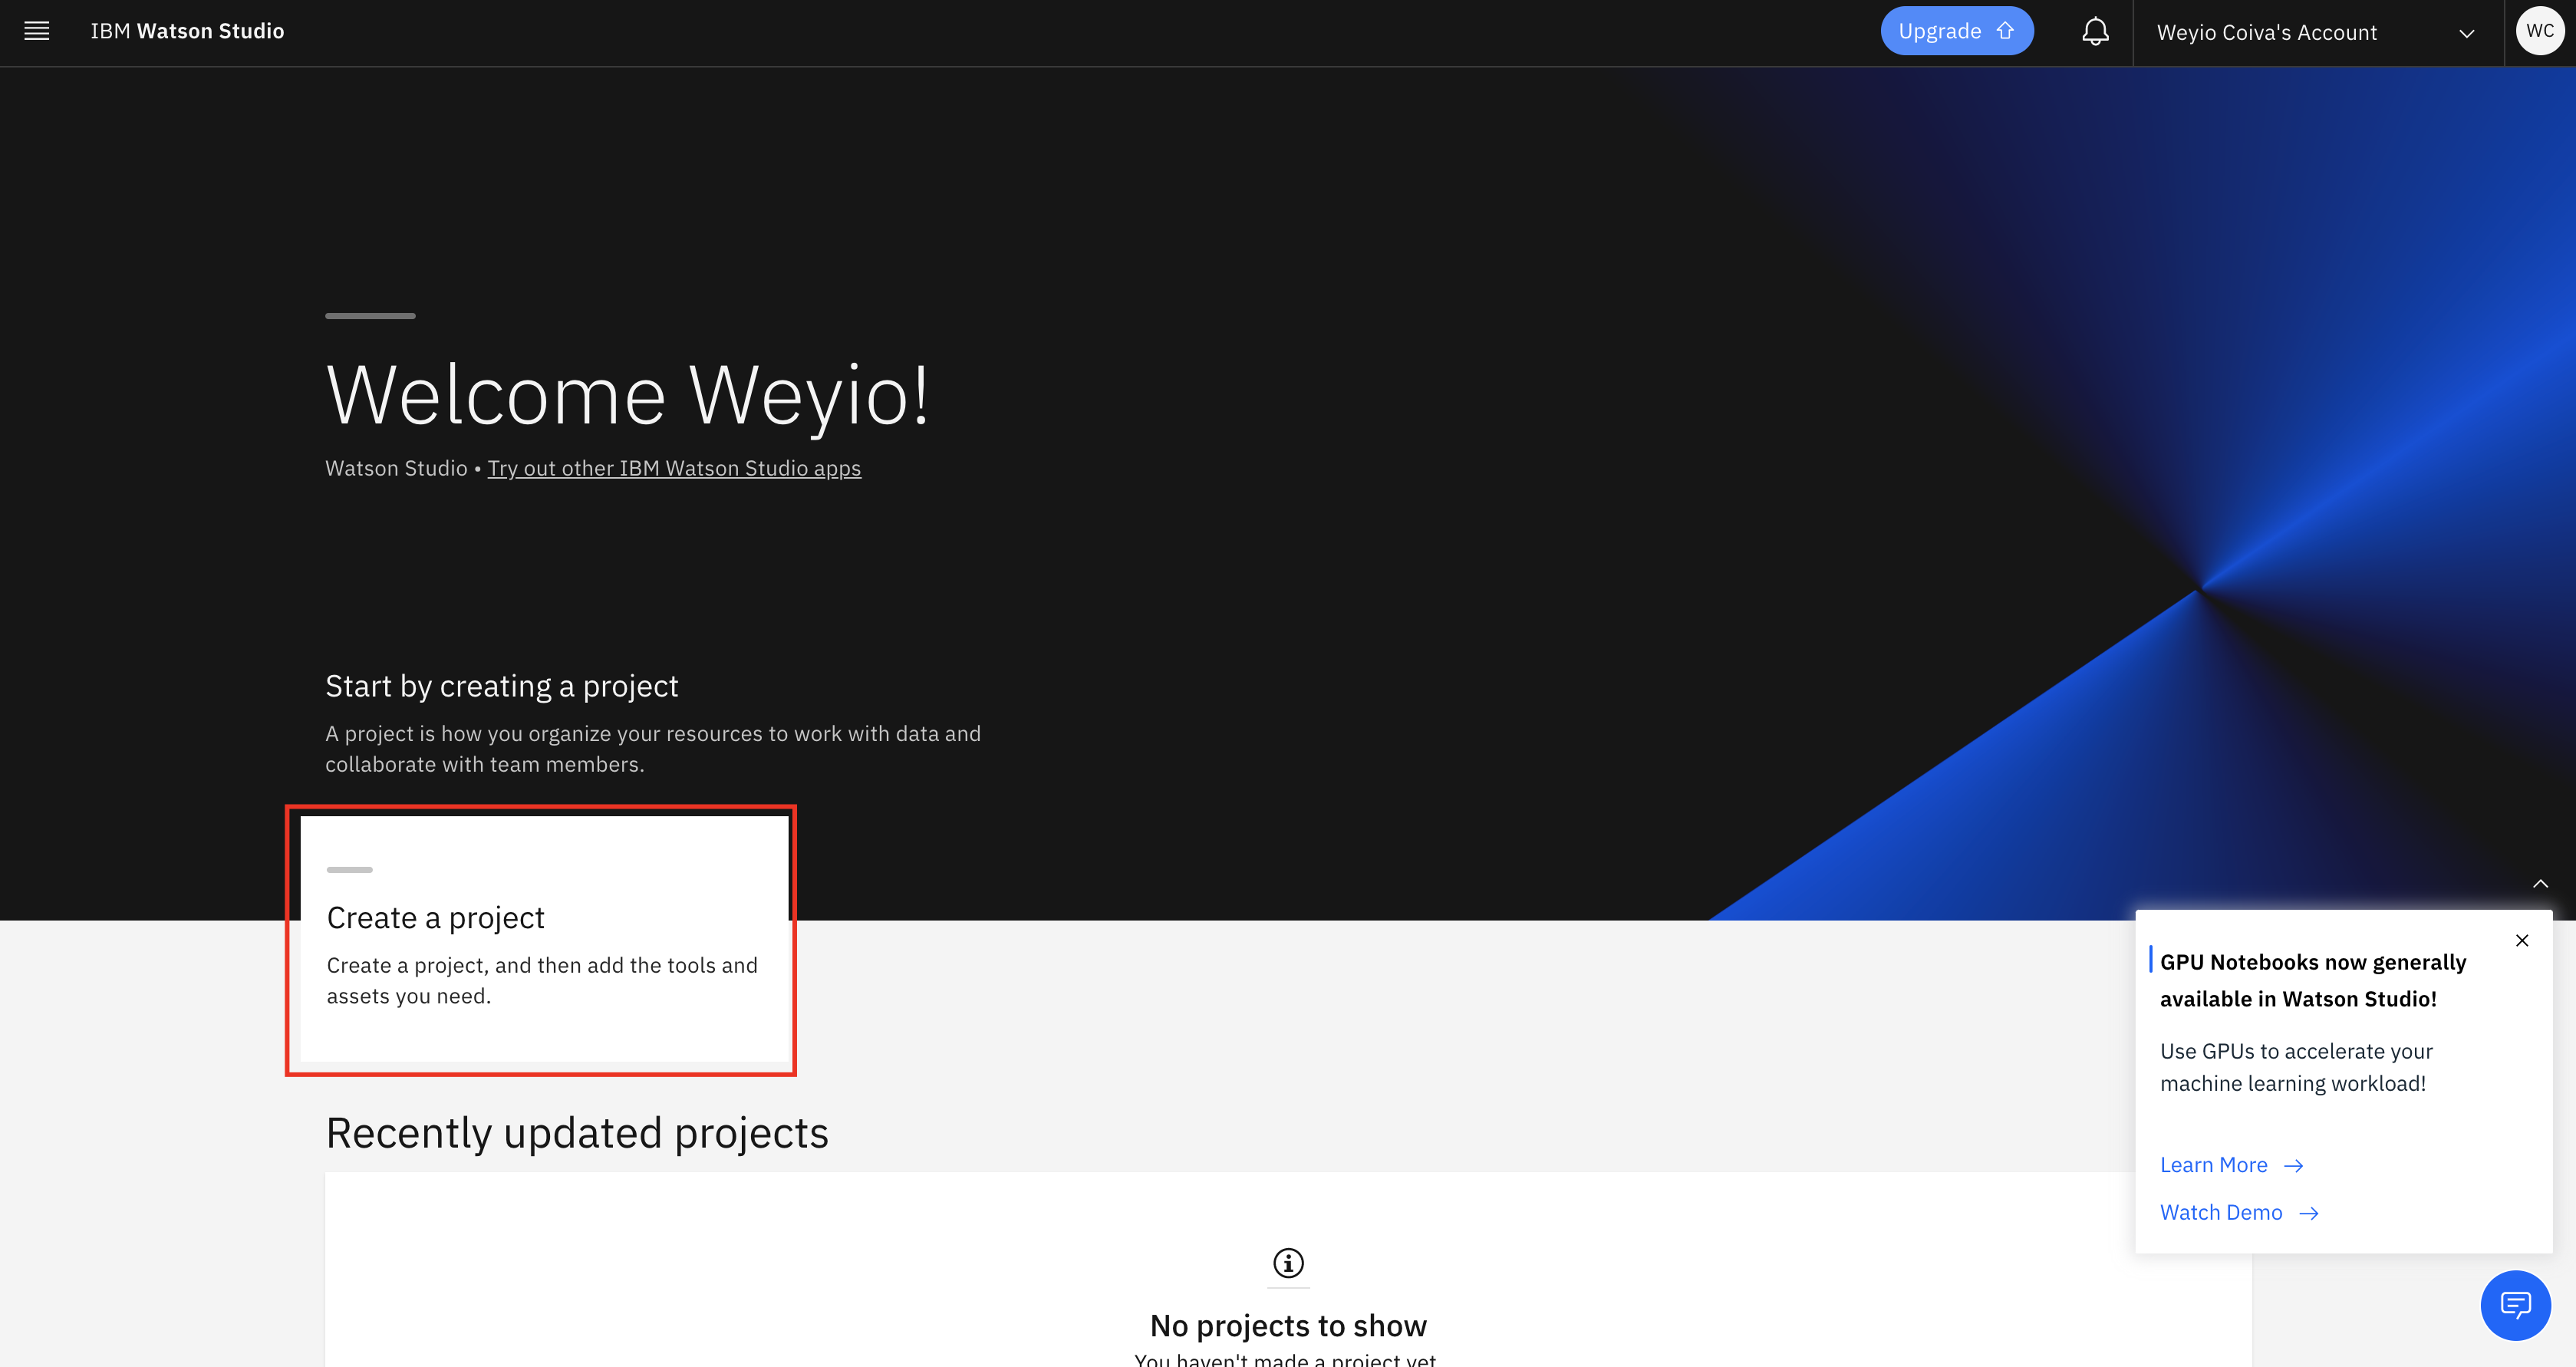 IBM Watson Studio
Upgrade
Weyio Coiva's Account
WC
Welcome Weyio!
Watson Studio • Try out other IBM Watson Studio apps
Start by creating a project
A project is how you organize your resources to work with data and
collaborate with team members.
Create a project
Create a project, and then add the tools and
assets you need.
GPU Notebooks now generally
available in Watson Studio!
Use GPUs to accelerate your
machine learning workload!
Learn More
Watch Demo
Recently updated projects
No projects to show
You haven't made a project yet